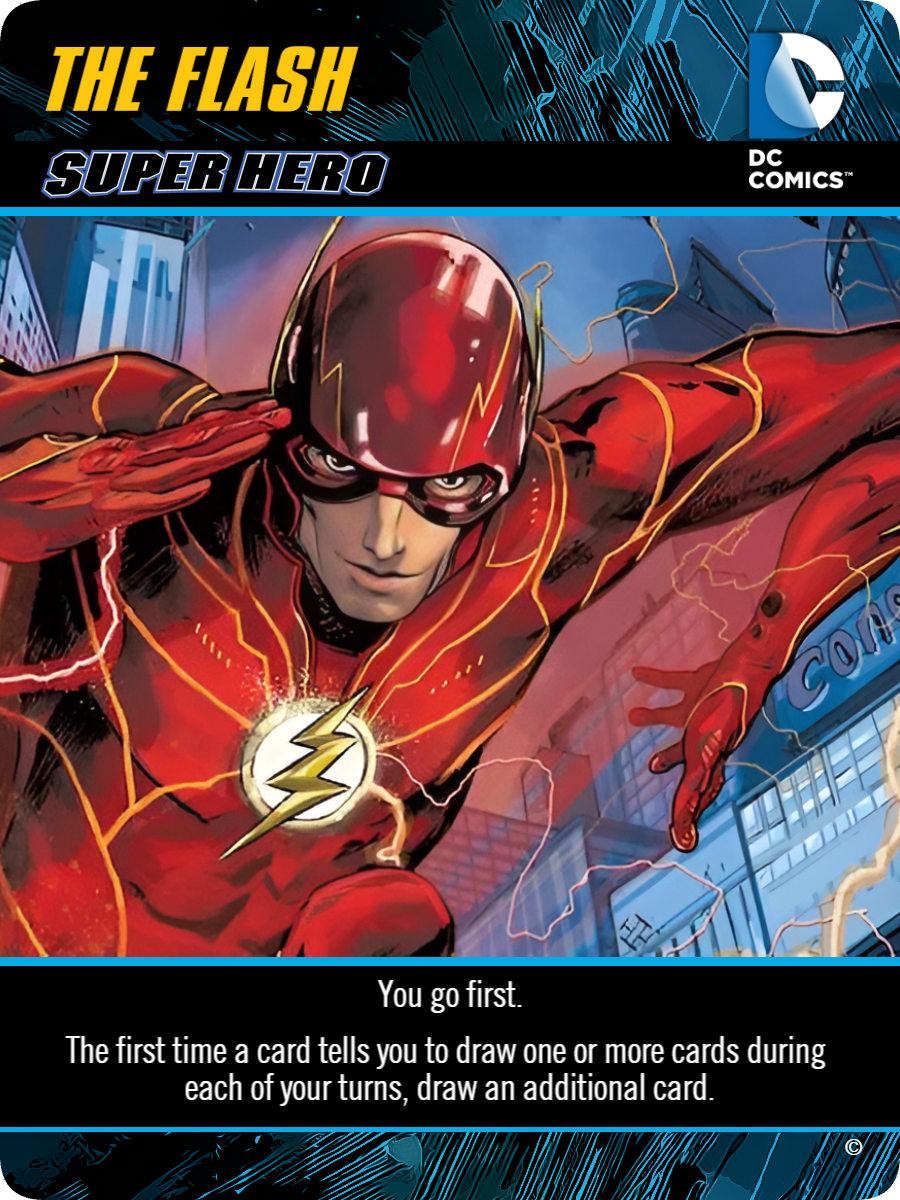 THE FLASH
SUPER HERO
DC
COMICS™
You go first.
The first time a card tells you to draw one or more cards during
each of your turns, draw an additional card.
©